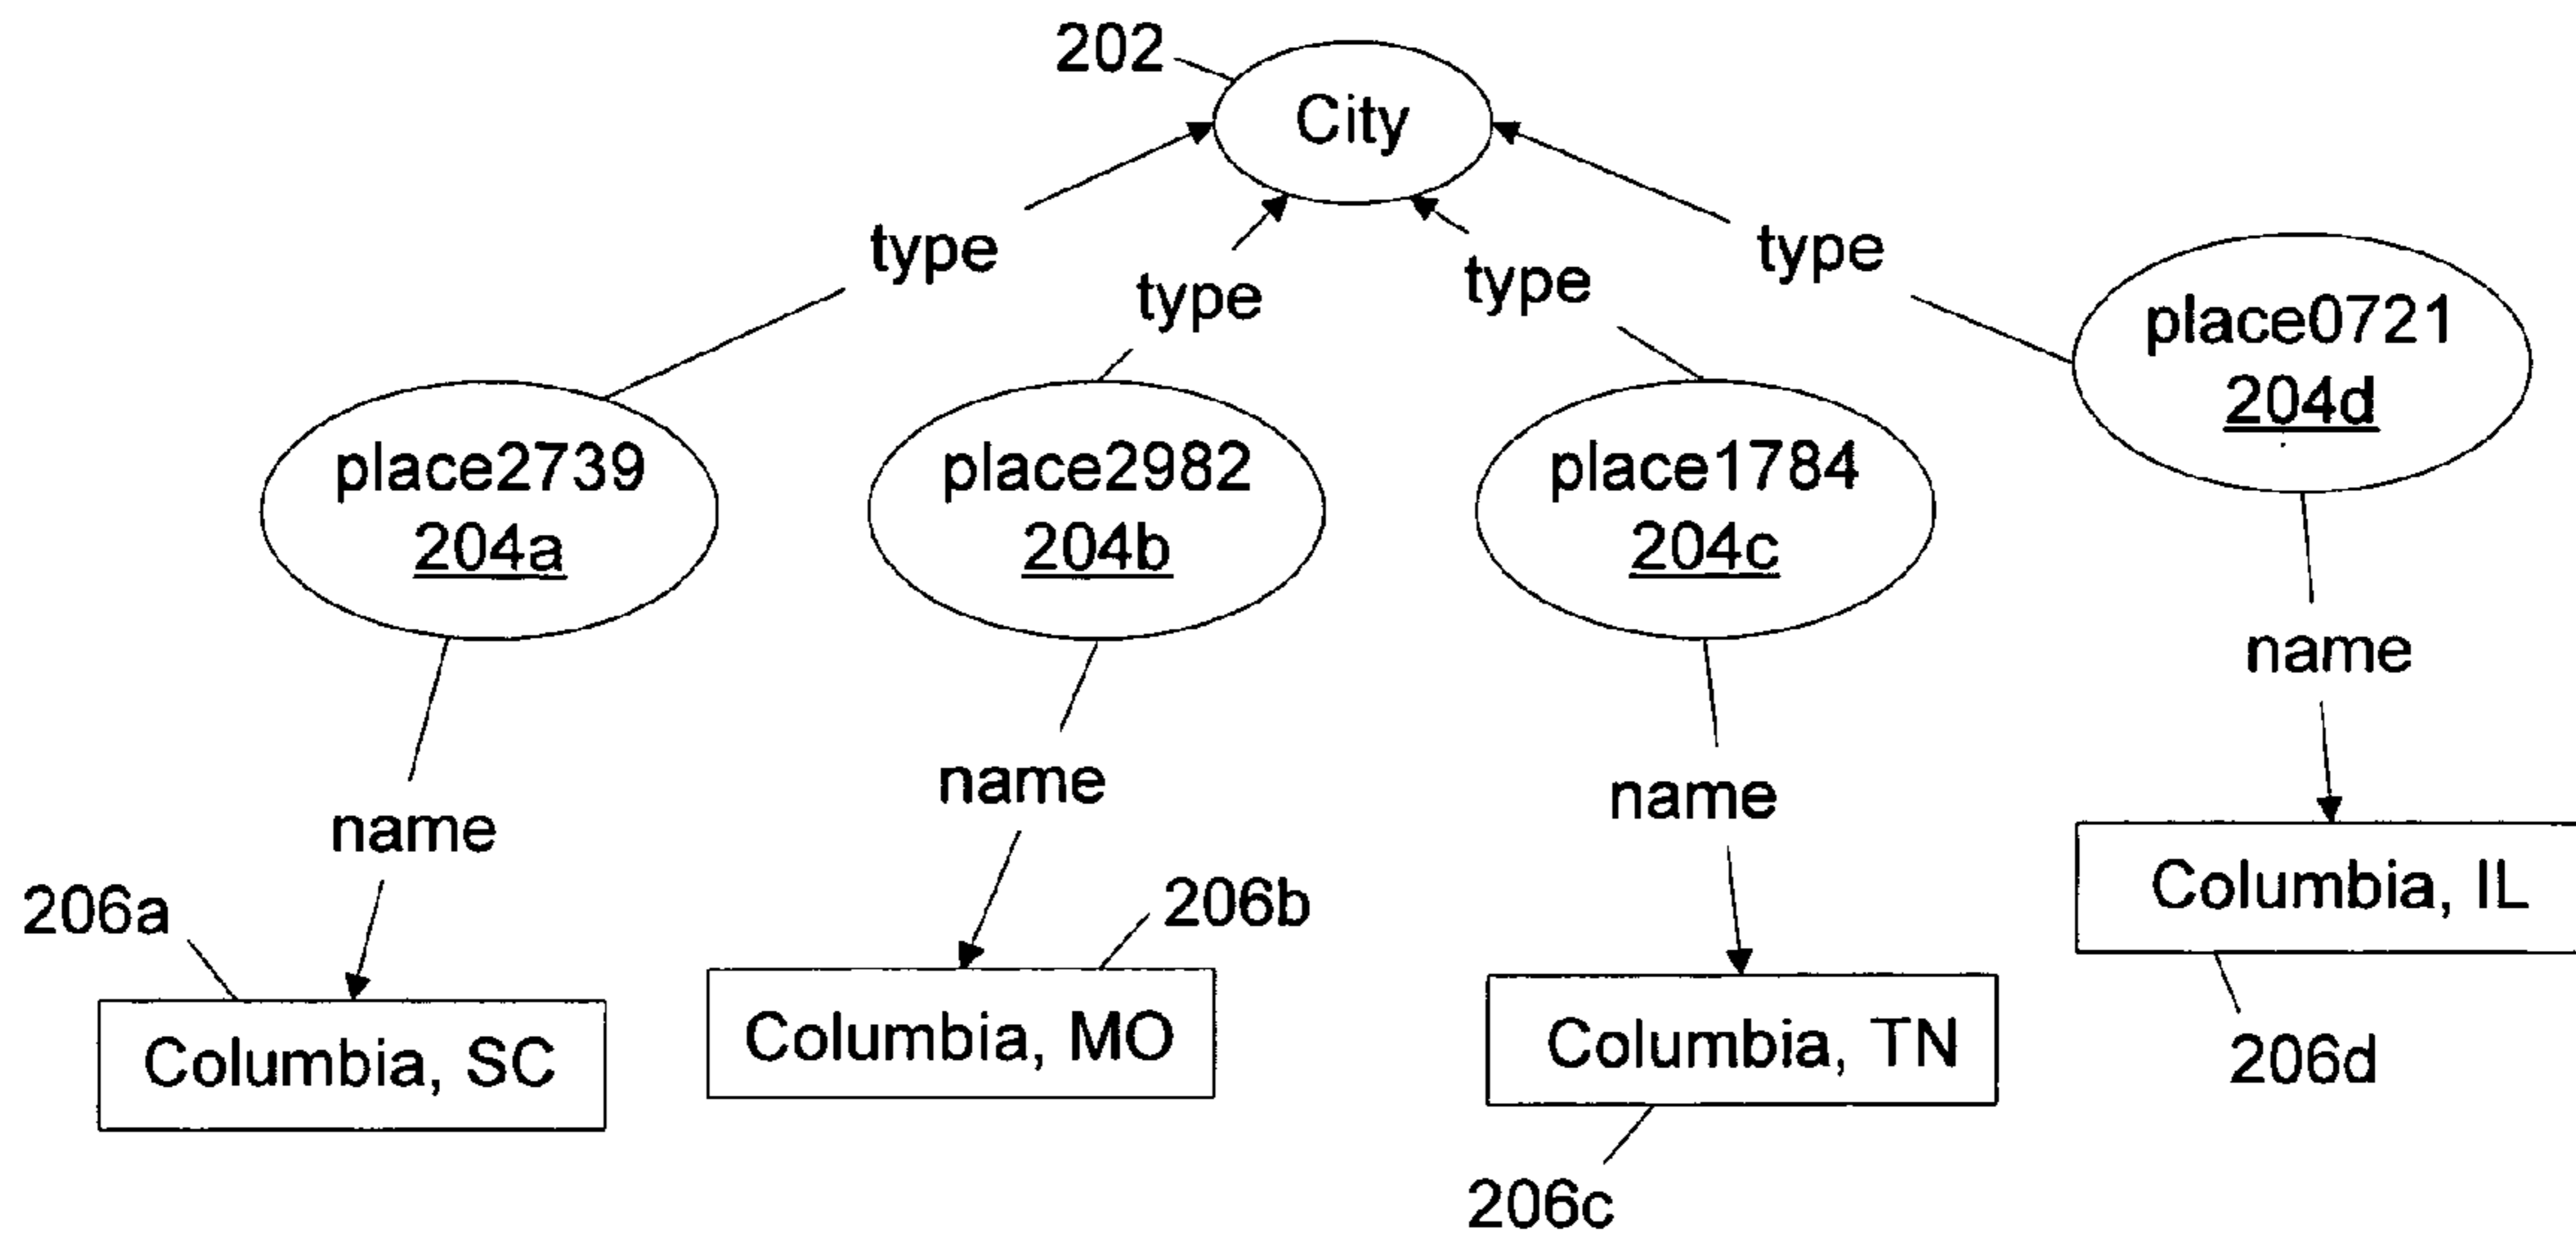 202
City
type
type
type
type
place0721
204d
place2739
204a
place2982
204b
place1784
204c
name
name
name
name
206a
206b
Columbia, IL
Columbia, SC
Columbia, MO
Columbia, TN
206d
206c